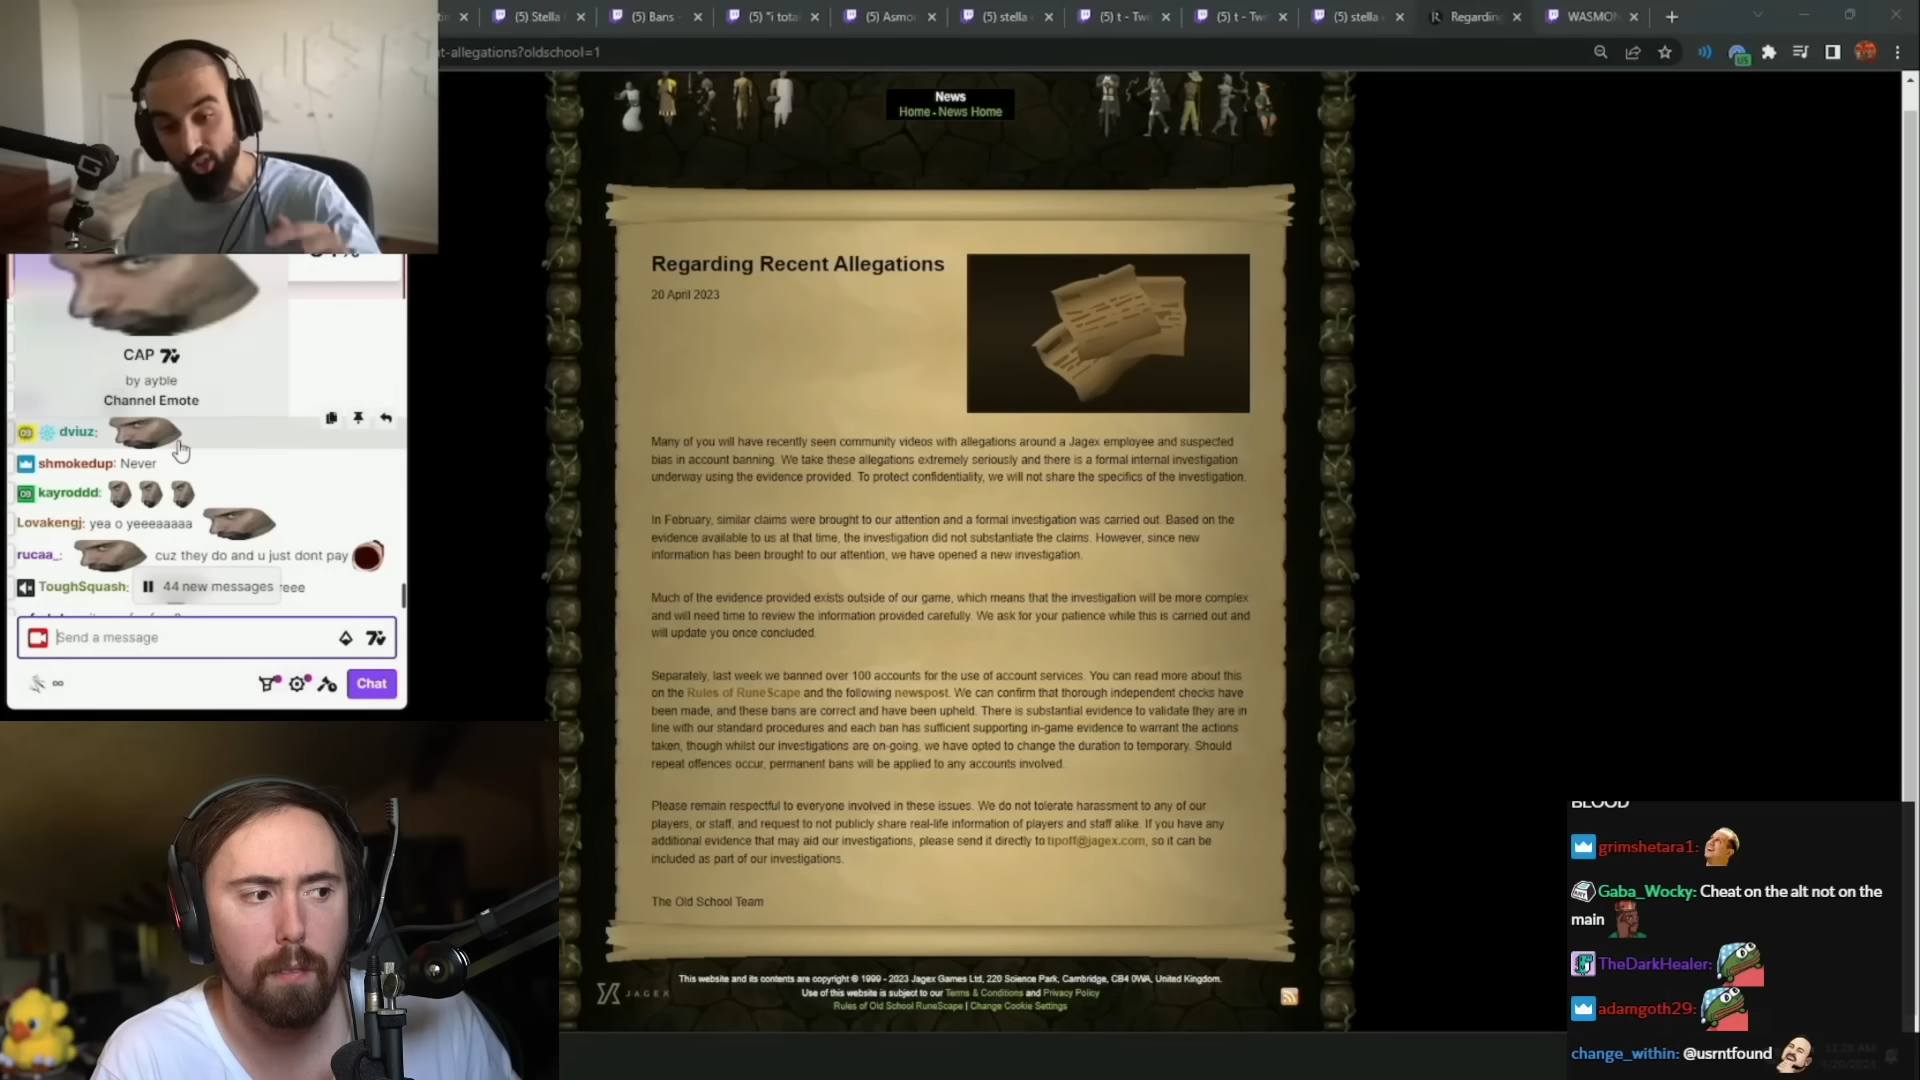 (5) Stella
(5) Bans -
(5) "i total
(5) Asmon
(5) stella
(5) t - Twi
(5) t - Twi
(5) stella
Regarding
WASMON
t-allegations?oldschool=1
US
News
Home - News Home
Regarding Recent Allegations
20 April 2023
Many of you will have recently seen community videos with allegations around a Jagex employee and suspected
bias in account banning. We take these allegations extremely seriously and there is a formal internal investigation
underway using the evidence provided. To protect confidentiality, we will not share the specifics of the investigation.
In February, similar claims were brought to our attention and a formal investigation was carried out. Based on the
evidence available to us at that time, the investigation did not substantiate the claims. However, since new
information has been brought to our attention, we have opened a new investigation.
Much of the evidence provided exists outside of our game, which means that the investigation will be more complex
and will need time to review the information provided carefully. We ask for your patience while this is carried out and
will update you once concluded.
Separately, last week we banned over 100 accounts for the use of account services. You can read more about this
on the Rules of RuneScape and the following newspost. We can confirm that thorough independent checks have
been made, and these bans are correct and have been upheld. There is substantial evidence to validate they are in
line with our standard procedures and each ban has sufficient supporting in-game evidence to warrant the actions
taken, though whilst our investigations are on-going, we have opted to change the duration to temporary. Should
repeat offences occur, permanent bans will be applied to any accounts involved.
Please remain respectful to everyone involved in these issues. We do not tolerate harassment to any of our
players, or staff, and request to not publicly share real-life information of players and staff alike. If you have any
additional evidence that may aid our investigations, please send it directly to tipoff@jagex.com, so it can be
included as part of our investigations.
The Old School Team
JAGEX
This website and its contents are copyright © 1999 - 2023 Jagex Games Ltd, 220 Science Park, Cambridge, CB4 0WA, United Kingdom.
Use of this website is subject to our Terms & Conditions and Privacy Policy
Rules of Old School RuneScape | Change Cookie Settings
CAP 7V
by ayble
Channel Emote
dviuz:
shmokedup: Never
kayroddd:
Lovakengj: yea o yeeeaaaaa
rucaa_: cuz they do and u just dont pay
ToughSquash: 44 new messages reee
Send a message
Chat
BLOOD
grimshetara1:
Gaba_Wocky: Cheat on the alt not on the
main
TheDarkHealer:
adamgoth29:
change_within: @usrntfound